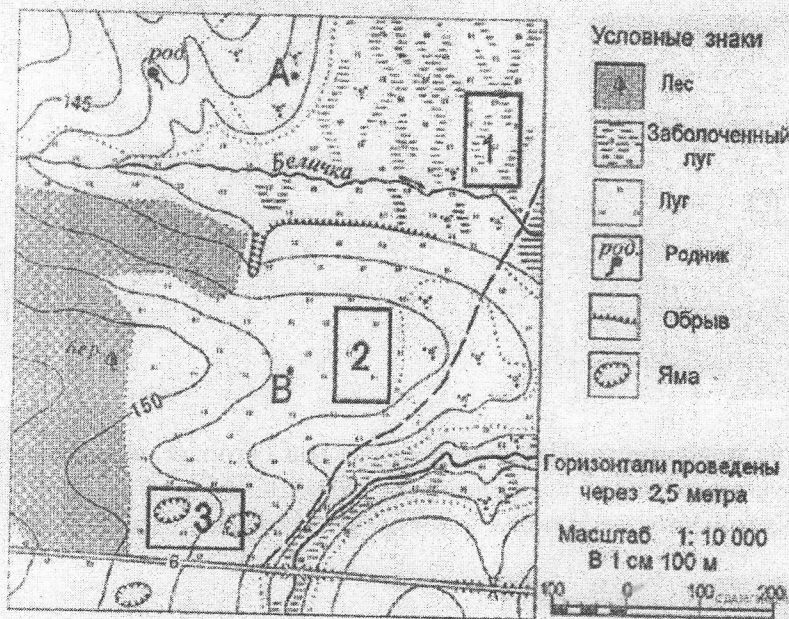 род.
А
145
1
Беличка
2
В
бер
150
3
6
Условные знаки
Лес
Заболоченный
луг
Луг
род.
Родник
Обрыв
Яма
Горизонтали проведены
через 2,5 метра
Масштаб 1: 10 000
В 1 см 100 м
100 0 100 200